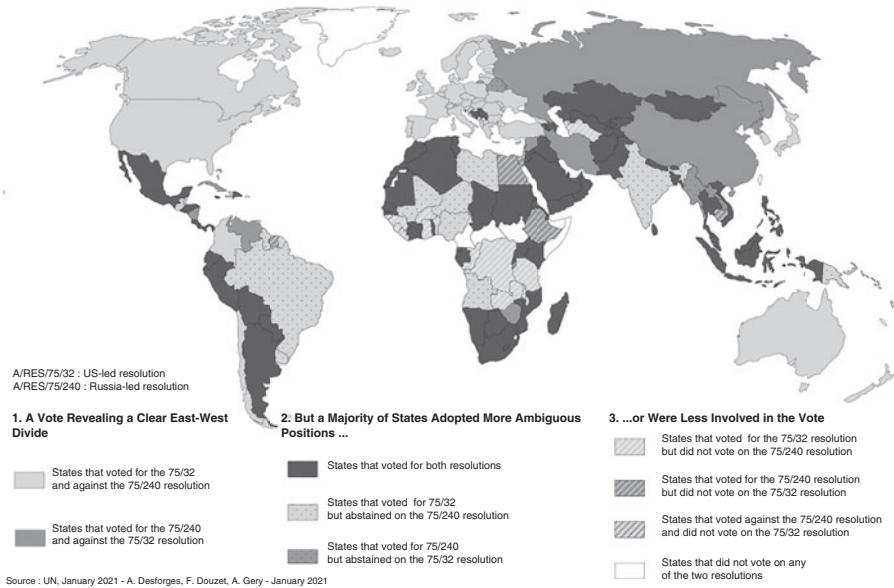 A/RES/75/32 : US-led resolution
A/RES/75/240 : Russia-led resolution
1. A Vote Revealing a Clear East-West
Divide
States that voted for the 75/32
and against the 75/240 resolution
States that voted for the 75/240
and against the 75/32 resolution
2. But a Majority of States Adopted More Ambiguous
Positions ...
States that voted for both resolutions
States that voted for 75/32
but abstained on the 75/240 resolution
States that voted for 75/240
but abstained on the 75/32 resolution
3. ...or Were Less Involved in the Vote
States that voted for the 75/32 resolution
but did not vote on the 75/240 resolution
States that voted for the 75/240 resolution
but did not vote on the 75/32 resolution
States that voted against the 75/240 resolution
and did not vote on the 75/32 resolution
States that did not vote on any
of the two resolutions
Source : UN, January 2021 - A. Desforges, F. Douzet, A. Gery - January 2021